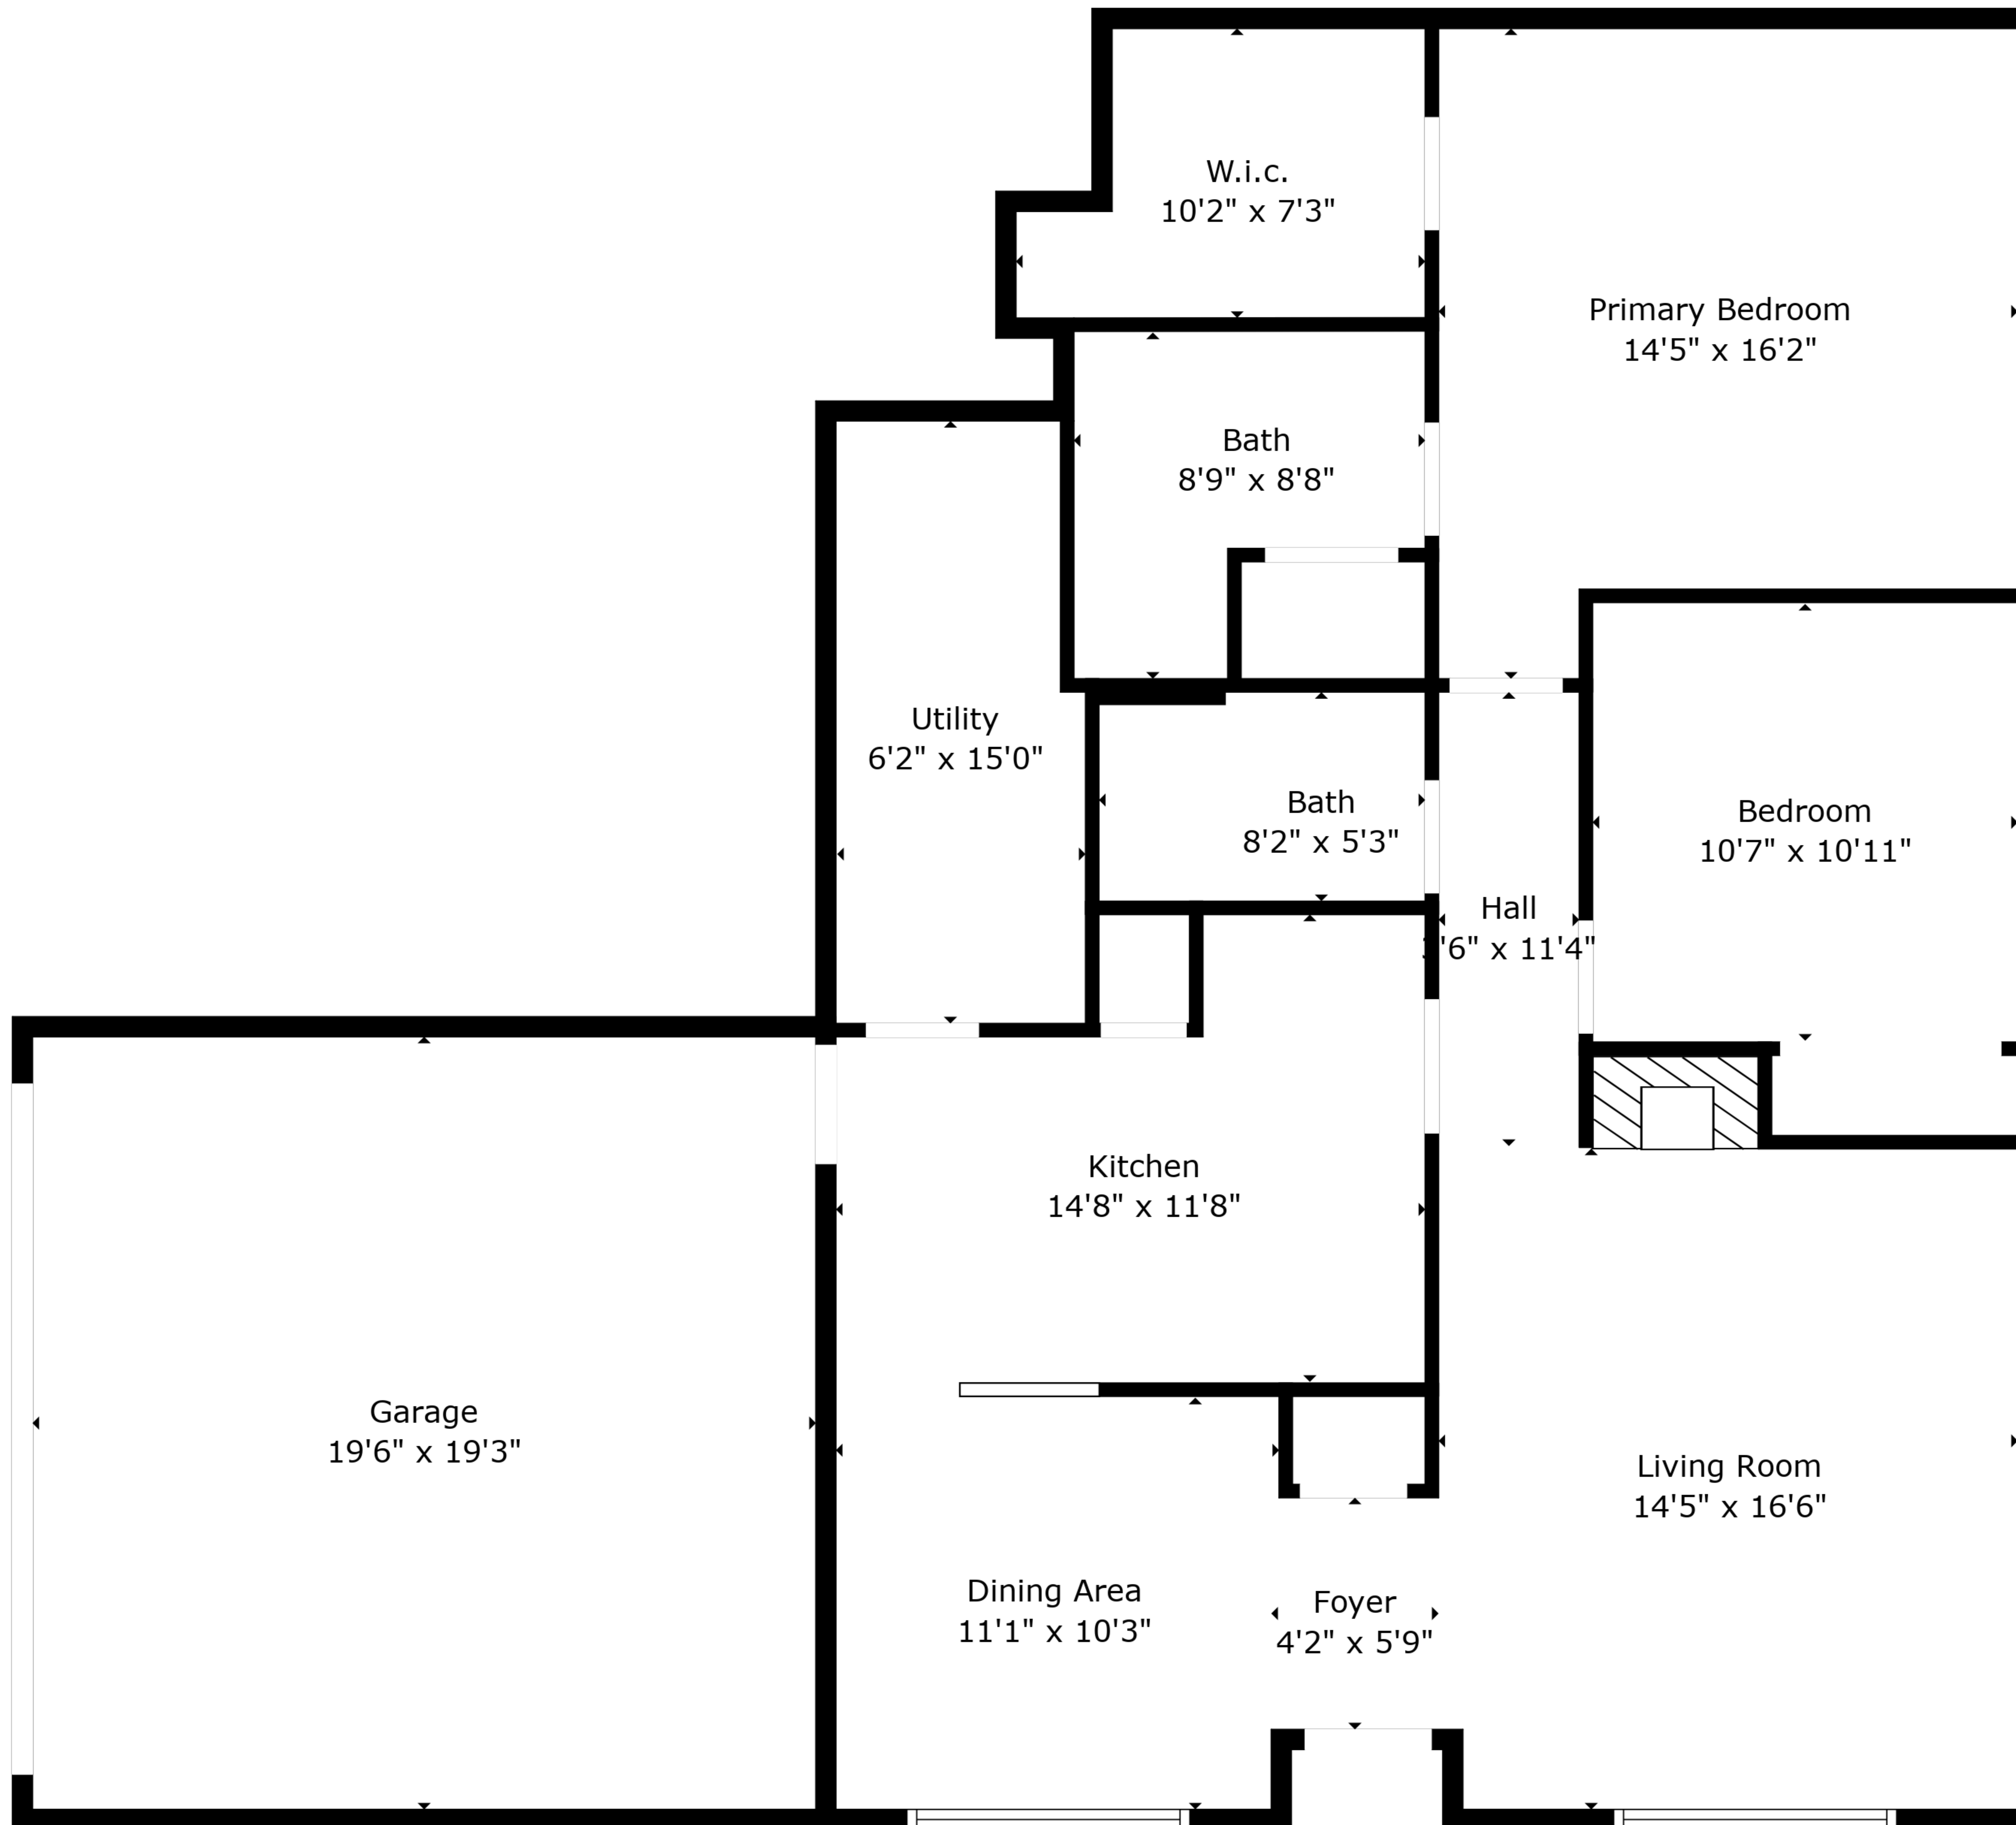 W.i.c.
10'2" x 7'3"
Primary Bedroom
14'5" x 16'2"
Bath
8'9" x 8'8"
Utility
6'2" x 15'0"
Bath
8'2" x 5'3"
Bedroom
10'7" x 10'11"
Hall
'6" x 11'4"
Kitchen
14'8" x 11'8"
Garage
19'6" x 19'3"
Living Room
14'5" x 16'6"
Dining Area
11'1" x 10'3"
Foyer
4'2" x 5'9"